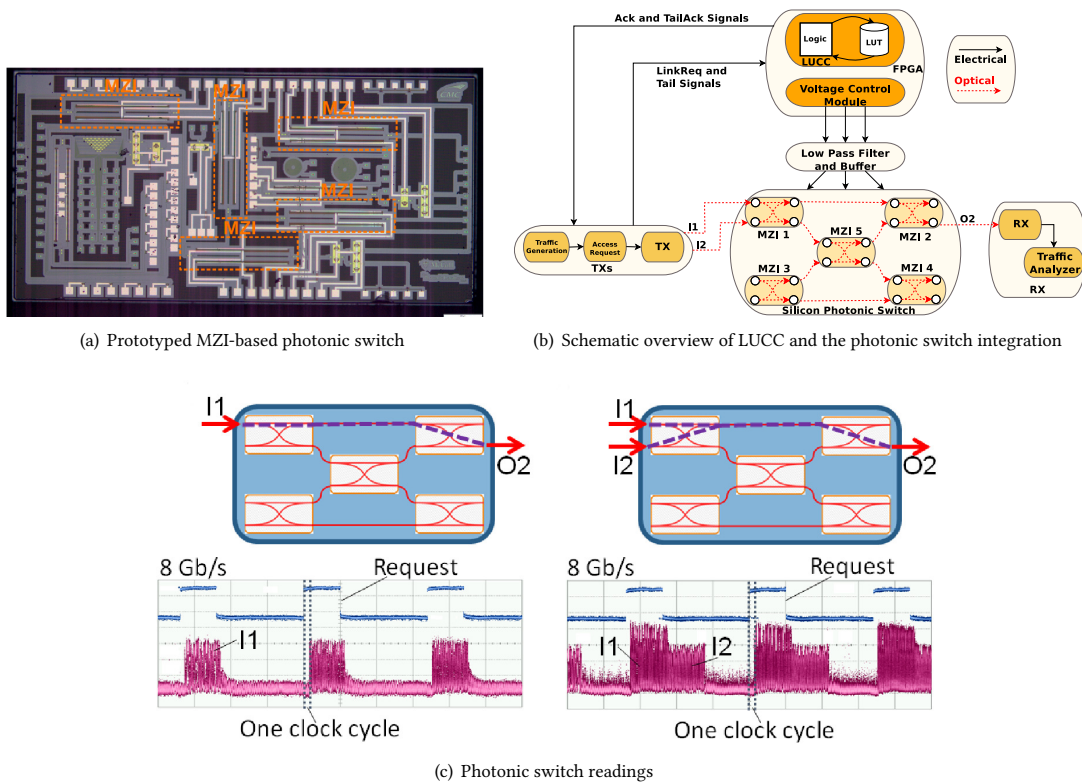 MZI
MZI
MZI
MZI
MZI
CMC
(a) Prototyped MZI-based photonic switch
Ack and TailAck Signals
LinkReq and
Tail Signals
Logic
LUT
LUCC
FPGA
Voltage Control
Module
Electrical
Optical
Low Pass Filter
and Buffer
I1
I2
Traffic
Generation
Access
Request
TX
TXs
MZI 1
MZI 5
MZI 2
MZI 3
MZI 4
Silicon Photonic Switch
O2
RX
Traffic
Analyzer
RX
(b) Schematic overview of LUCC and the photonic switch integration
I1
O2
8 Gb/s
Request
I1
One clock cycle
I1
I2
O2
8 Gb/s
Request
I1
I2
One clock cycle
(c) Photonic switch readings